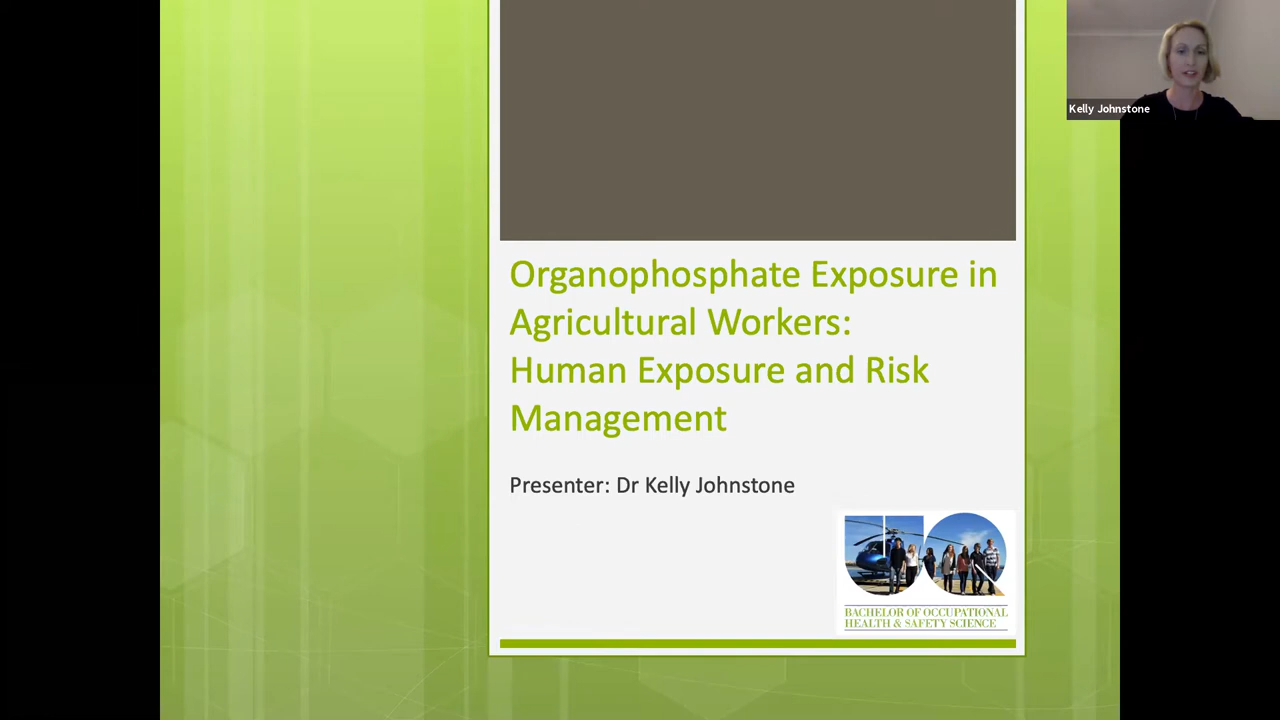 Kelly Johnstone
Organophosphate Exposure in
Agricultural Workers:
Human Exposure and Risk
Management
Presenter: Dr Kelly Johnstone
UQ
BACHELOR OF OCCUPATIONAL
HEALTH & SAFETY SCIENCE